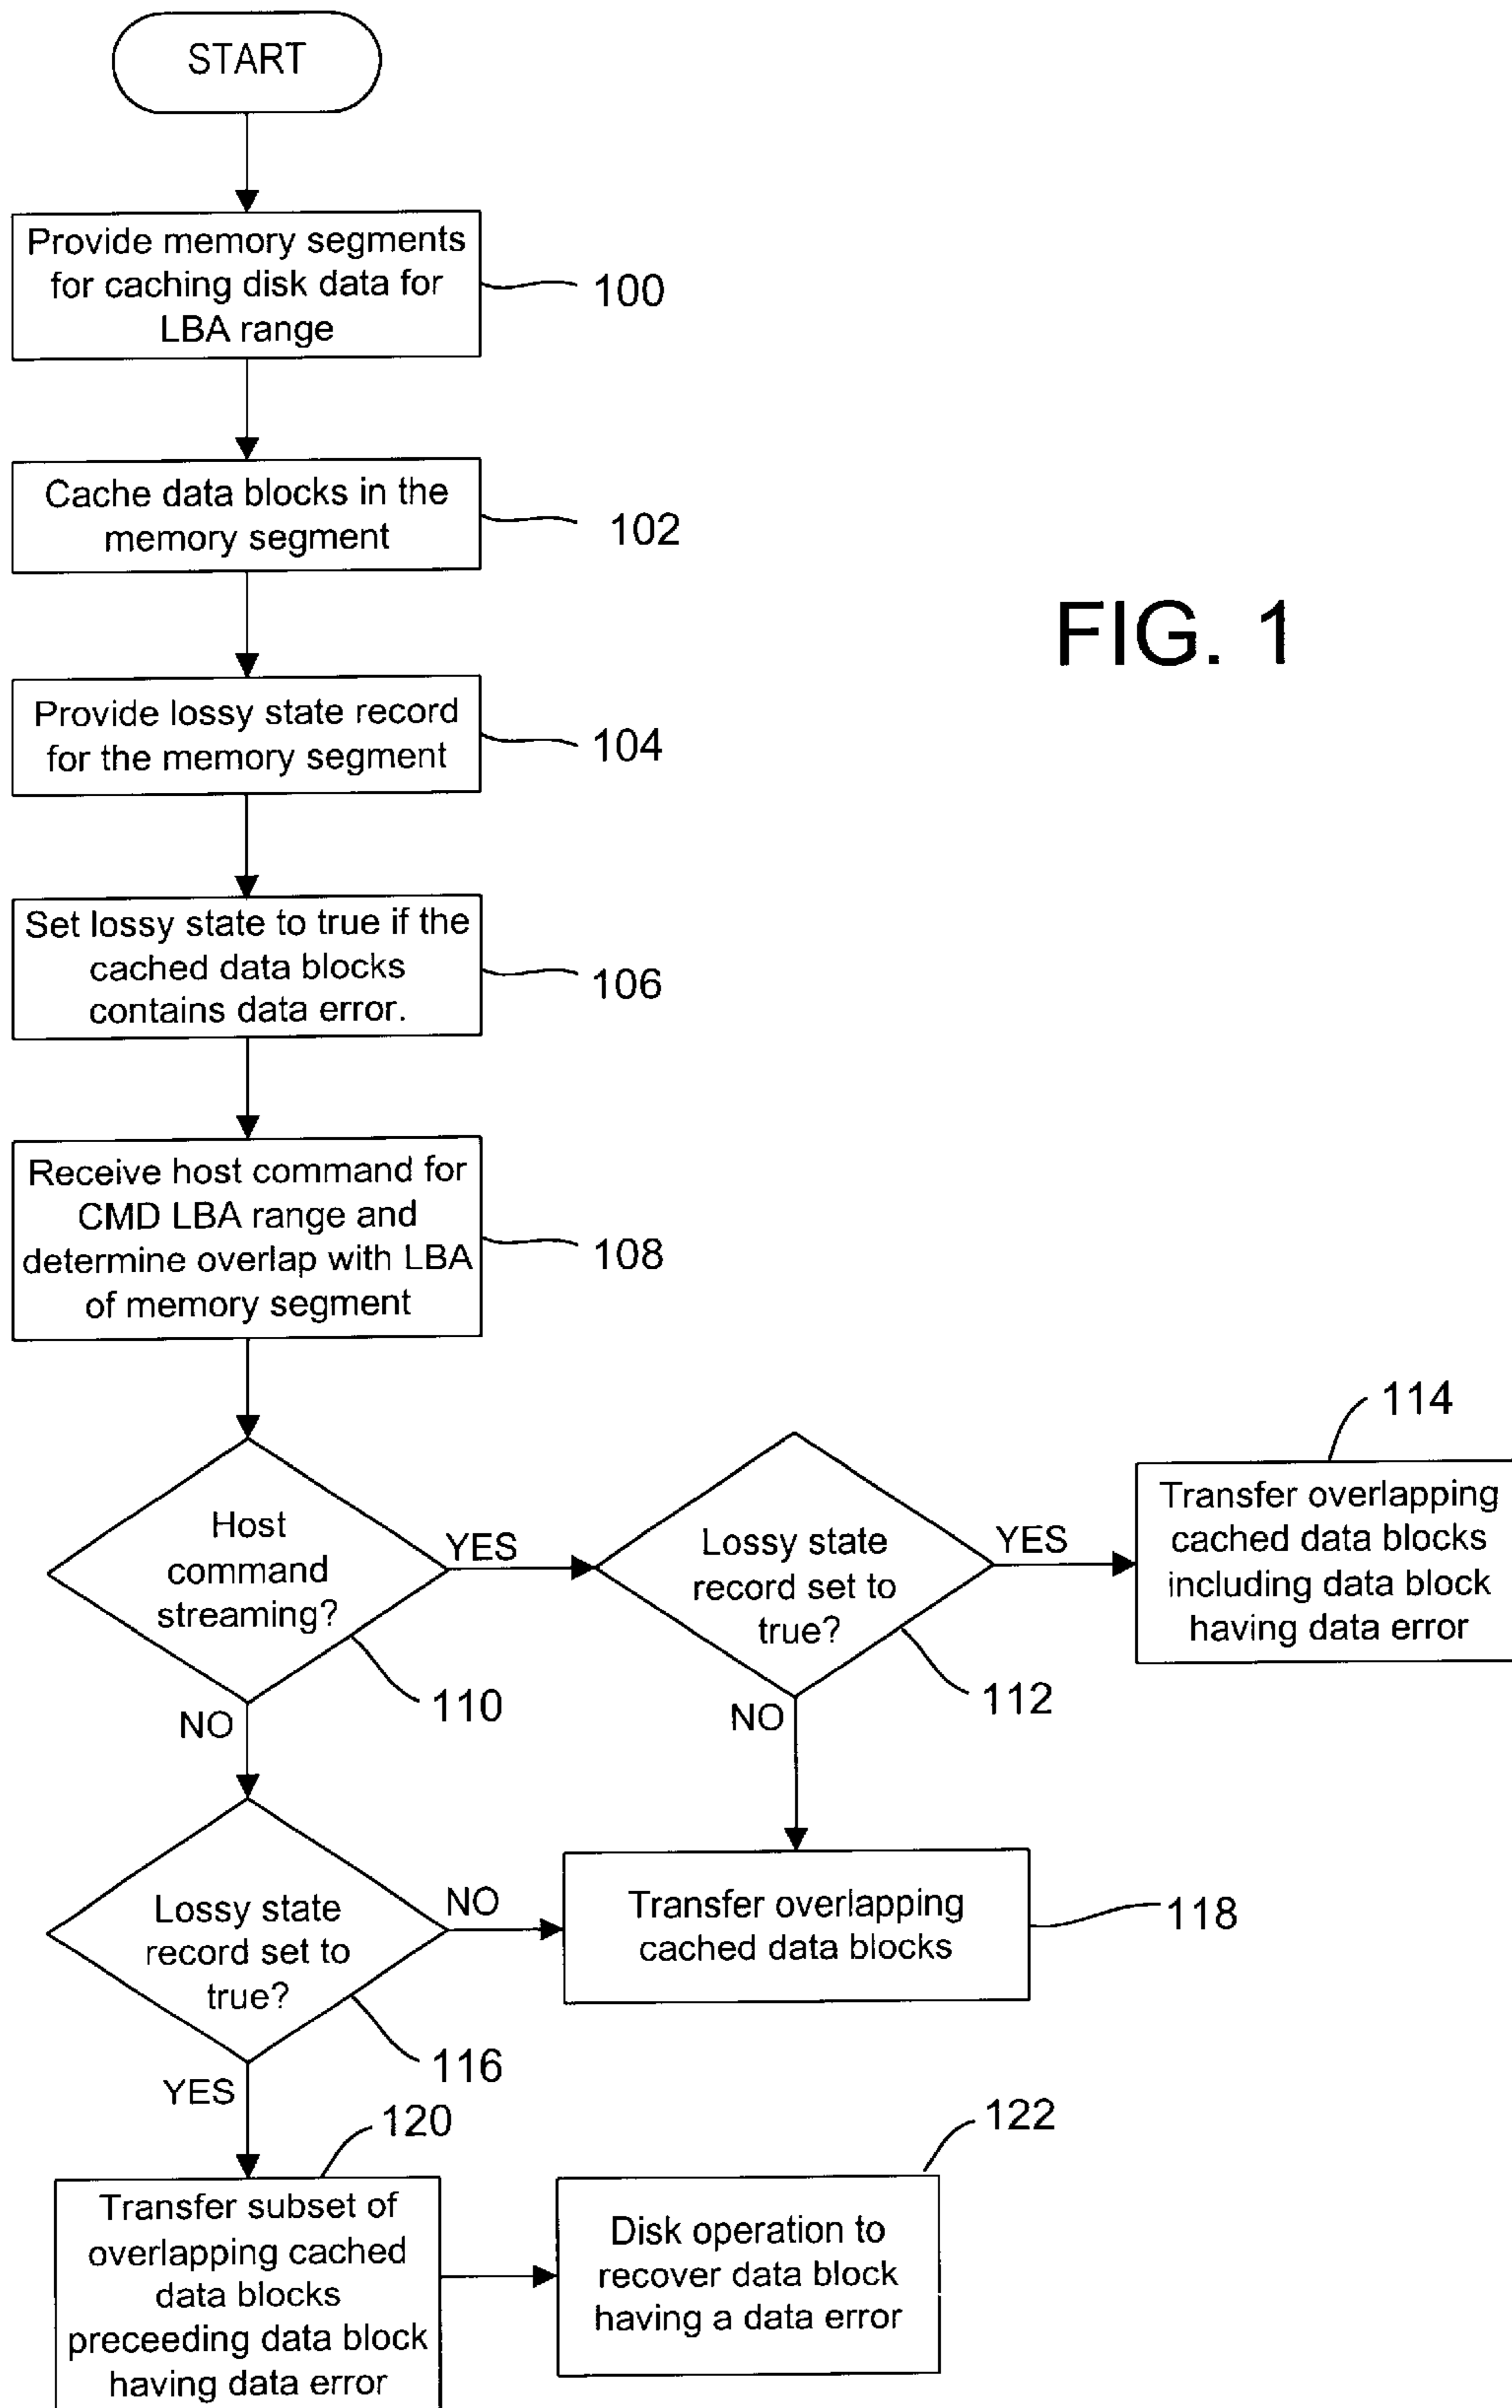 START
Provide memory segments
for caching disk data for
LBA range
100
Cache data blocks in the
memory segment
102
FIG. 1
Provide lossy state record
for the memory segment
104
Set lossy state to true if the
cached data blocks
contains data error.
106
Receive host command for
CMD LBA range and
determine overlap with LBA
of memory segment
108
Host
command
streaming?
110
YES
NO
Lossy state
record set to
true?
112
YES
NO
114
Transfer overlapping
cached data blocks
including data block
having data error
Lossy state
record set to
true?
116
NO
YES
Transfer overlapping
cached data blocks
118
120
Transfer subset of
overlapping cached
data blocks
preceeding data block
having data error
122
Disk operation to
recover data block
having a data error